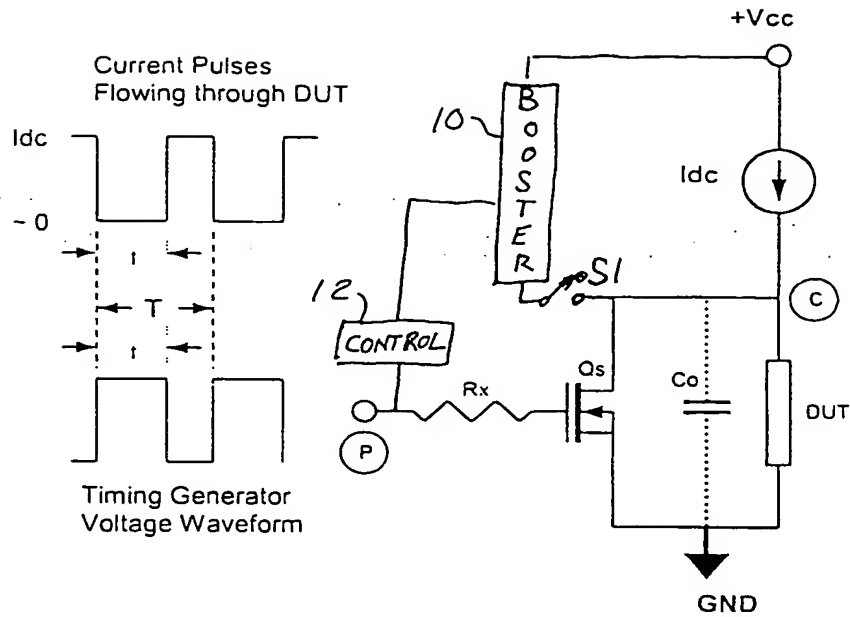 Current Pulses
Flowing through DUT
Idc
~ 0
t
T
t
Timing Generator
Voltage Waveform
+Vcc
10
BOOSTER
Idc
S1
C
12
CONTROL
Qs
Co
Rx
DUT
P
GND